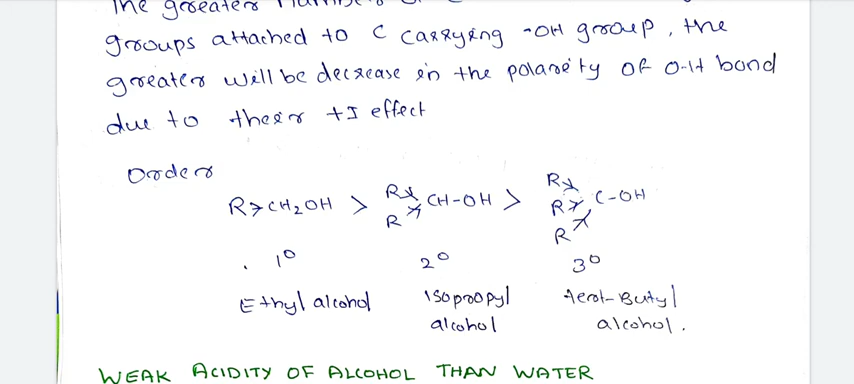 The greater
groups attached to C carrying -OH group, the
greater will be decrease in the polarity of O-H bond
due to their +I effect
Order
R>CH2OH > R R CH-OH > R R R C-OH
1° 2° 3°
Ethyl alcohol Isopropyl alcohol tert-Butyl alcohol.
WEAK ACIDITY OF ALCOHOL THAN WATER